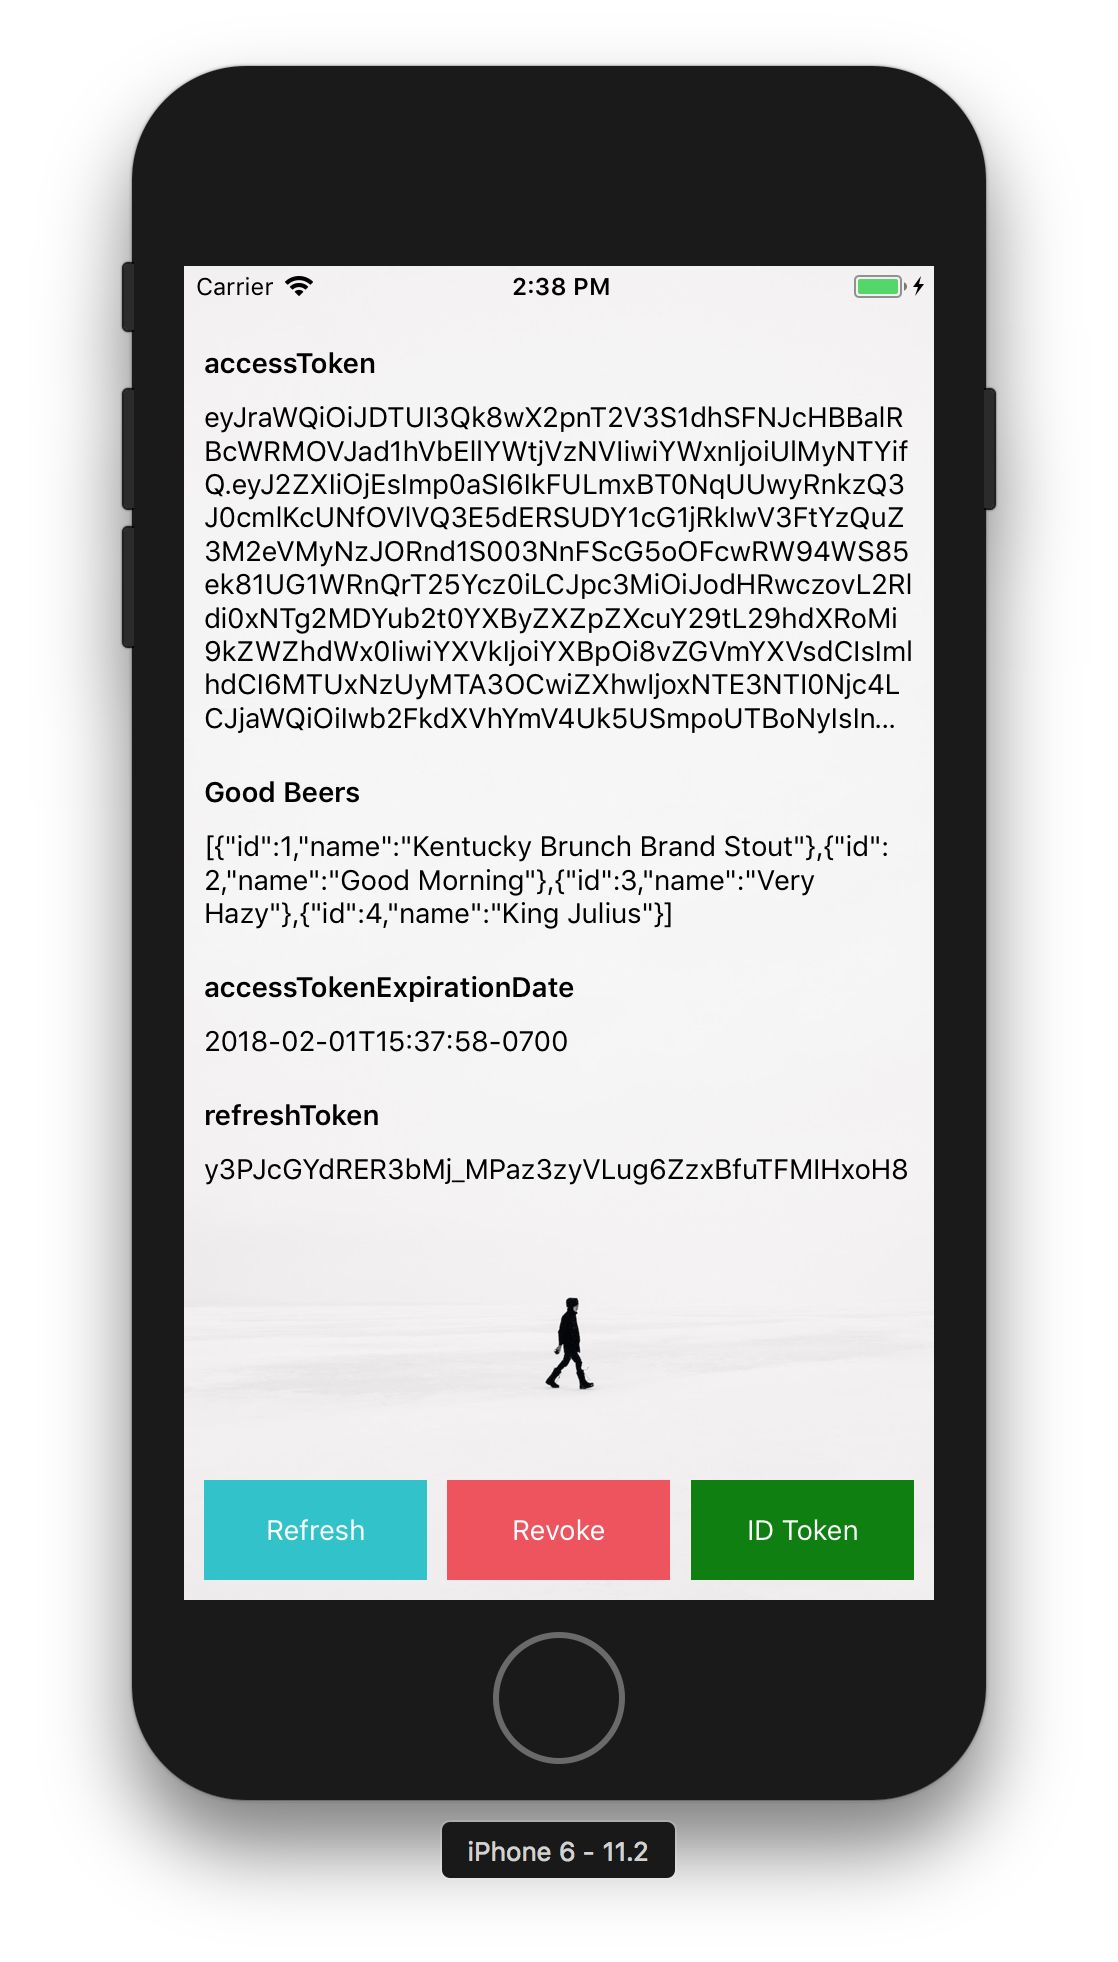 Carrier 2:38 PM
accessToken
eyJraWQiOiJDTUI3Qk8wX2pnT2V3S1dhSFNJcHBBalR
BcWRMOVJad1hVbEllYWtjVzNVIiwiYWxnIjoiUlMyNTYif
Q.eyJ2ZXIiOjEsImp0aSI6IkFULmxBT0NqUUwyRnkzQ3
J0cmlKcUNfOVlVQ3E5dERSUDY1cG1jRkIwV3FtYzQuZ
3M2eVMyNzJORnd1S003NnFScG5oOFcwRW94WS85
ek81UG1WRnQrT25Ycz0iLCJpc3MiOiJodHRwczovL2Rl
di0xNTg2MDYub2t0YXByZXZpZXcuY29tL29hdXRoMi
9kZWZhdWx0IiwiYXVkIjoiYXBpOi8vZGVmYXVsdCIsIml
hdCI6MTUxNzUyMTA3OCwiZXhwIjoxNTE3NTI0Njc4L
CJjaWQiOiIwb2FkdXVhYmV4Uk5USmpoUTBoNyIsIn...
Good Beers
[{"id":1,"name":"Kentucky Brunch Brand Stout"},{"id":
2,"name":"Good Morning"},{"id":3,"name":"Very
Hazy"},{"id":4,"name":"King Julius"}]
accessTokenExpirationDate
2018-02-01T15:37:58-0700
refreshToken
y3PJcGYdRER3bMj_MPaz3zyVLug6ZzxBfuTFMIHxoH8
Refresh Revoke ID Token
iPhone 6 - 11.2